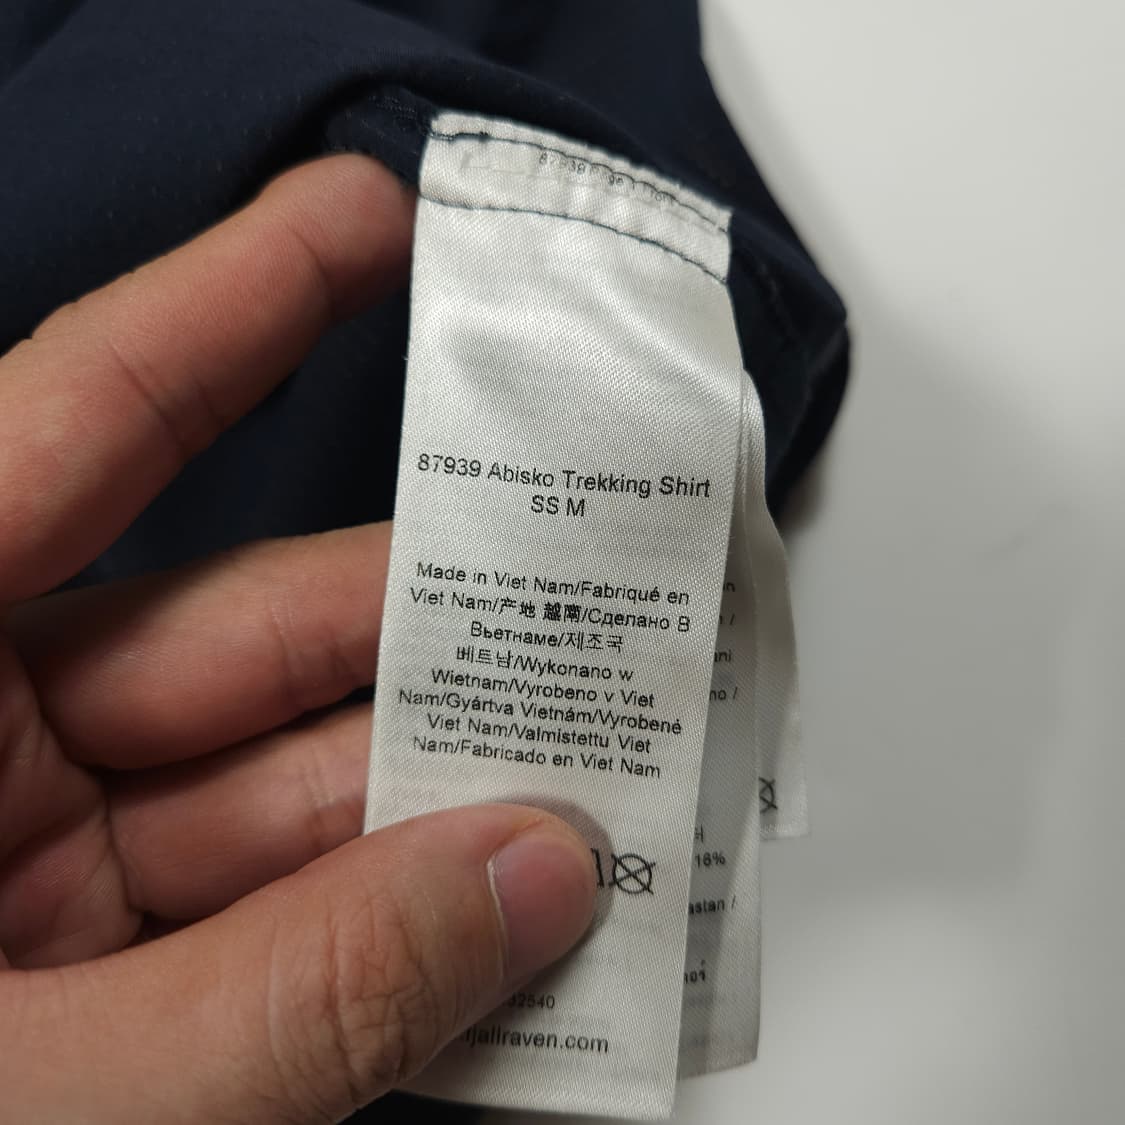 87939 Abisko Trekking Shirt
SS M
Made in Viet Nam/Fabriqué en
Viet Nam/产地 越南/Сделано В
Вьетнаме/제조국
베트남/Wykonano w
Wietnam/Vyrobeno v Viet
Nam/Gyártva Vietnám/Vyrobené
Viet Nam/Valmistettu Viet
Nam/Fabricado en Viet Nam
16%
32540
fjallraven.com